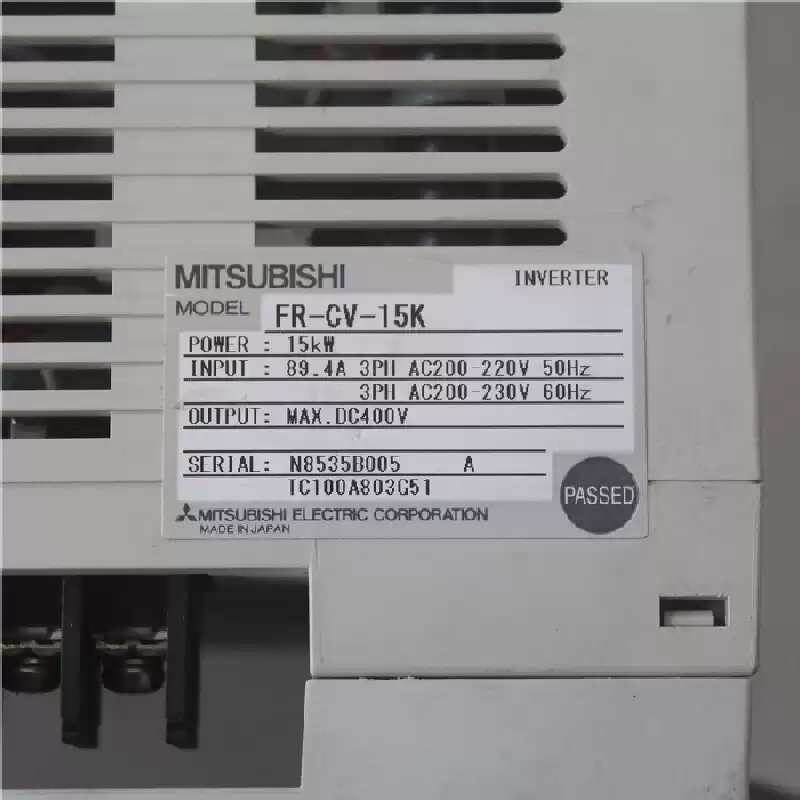 MITSUBISHI INVERTER
MODEL FR-CV-15K
POWER : 15kW
INPUT : 89.4A 3PH AC200-220V 50Hz
3PH AC200-230V 60Hz
OUTPUT: MAX.DC400V
SERIAL: N8535B005 A
TC100A803G51
PASSED
MITSUBISHI ELECTRIC CORPORATION
MADE IN JAPAN